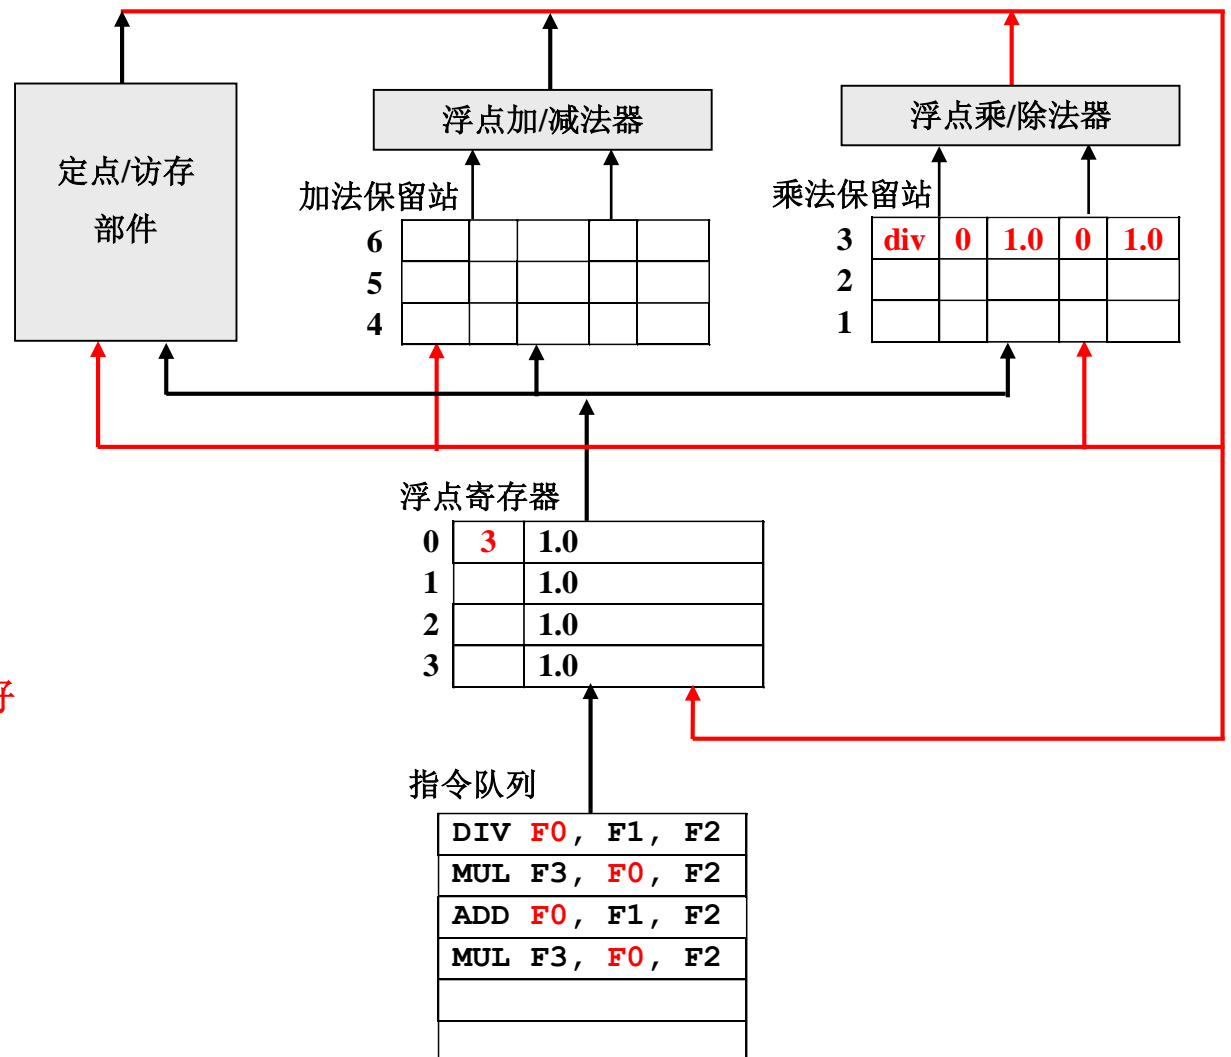 浮点加/减法器
浮点乘/除法器
定点/访存
部件
加法保留站
6
5
4
乘法保留站
3 div 0 1.0 0 1.0
2
1
浮点寄存器
0 3 1.0
1 1.0
2 1.0
3 1.0
指令队列
DIV F0, F1, F2
MUL F3, F0, F2
ADD F0, F1, F2
MUL F3, F0, F2